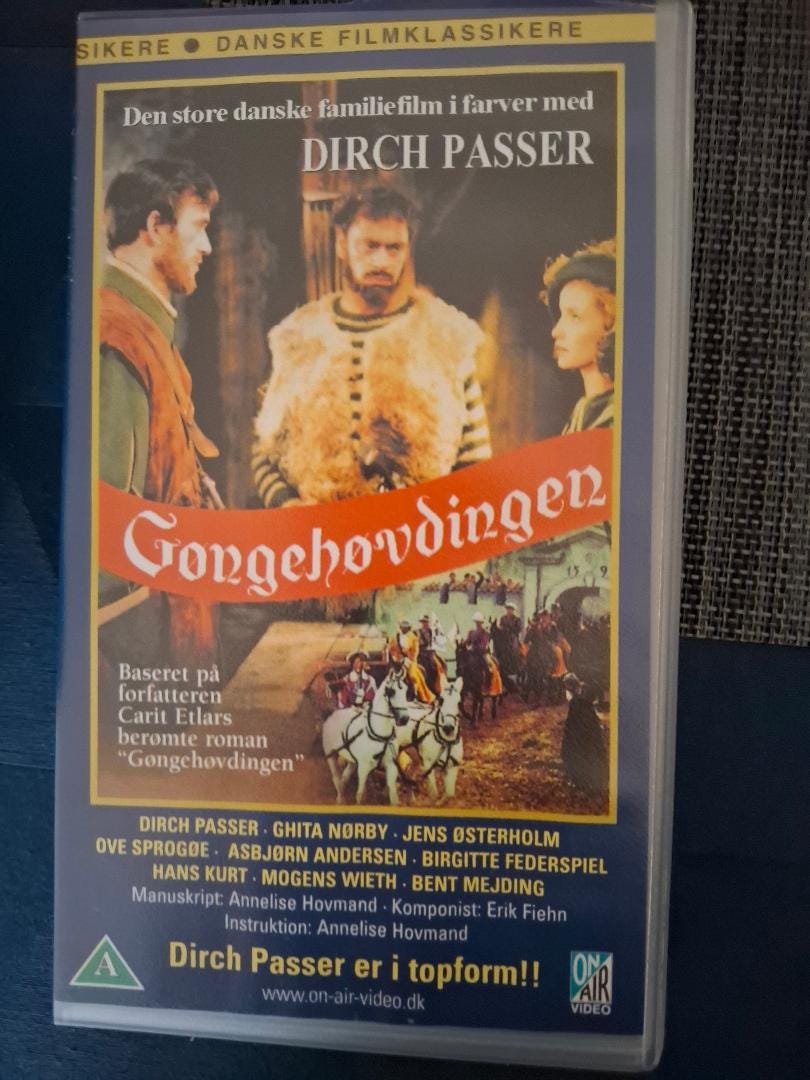 SIKERE ● DANSKE FILMKLASSIKERE
Den store danske familiefilm i farver med
DIRCH PASSER
Gøngehøvdingen
159
Baseret på
forfatteren
Carit Etlars
berømte roman
"Gøngehøvdingen"
DIRCH PASSER · GHITA NØRBY · JENS ØSTERHOLM
OVE SPROGØE · ASBJØRN ANDERSEN · BIRGITTE FEDERSPIEL
HANS KURT · MOGENS WIETH · BENT MEJDING
Manuskript: Annelise Hovmand · Komponist: Erik Fiehn
Instruktion: Annelise Hovmand
A
Dirch Passer er i topform!!
www.on-air-video.dk
ON
AIR
VIDEO